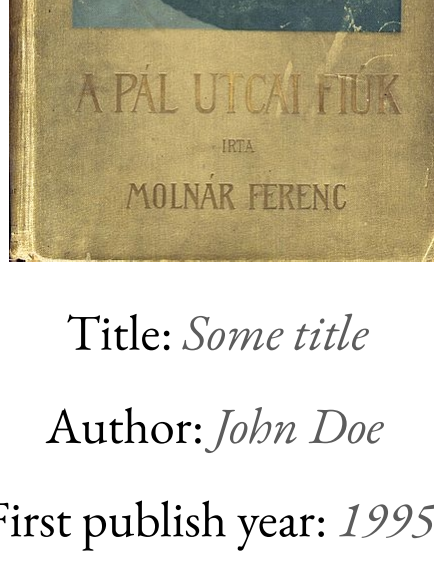 A PÁL UTCAI FIÚK
IRTA
MOLNÁR FERENC
Title: Some title
Author: John Doe
First publish year: 1995